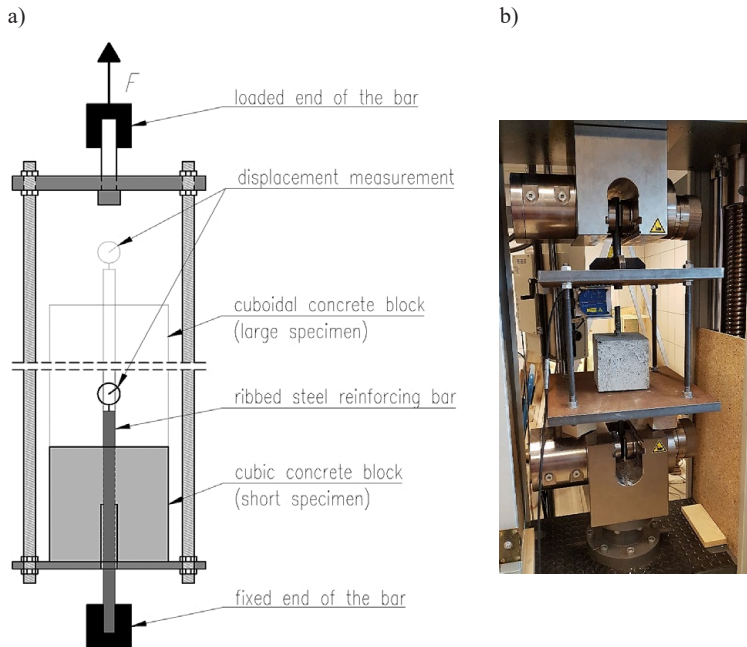 a)
b)
F
loaded end of the bar
displacement measurement
cuboidal concrete block
(large specimen)
ribbed steel reinforcing bar
cubic concrete block
(short specimen)
fixed end of the bar